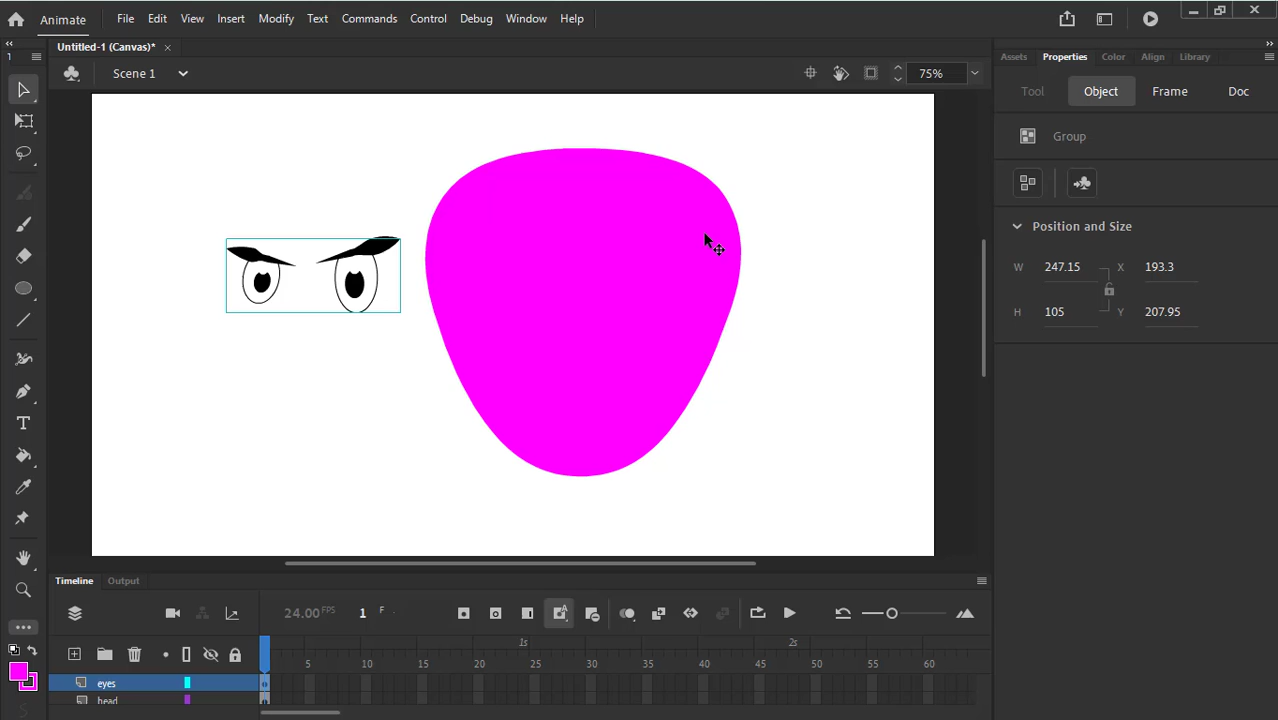 Animate File Edit View Insert Modify Text Commands Control Debug Window Help
Untitled-1 (Canvas)*
1
Assets Properties Color Align Library
Scene 1
75%
Tool Object Frame Doc
Group
Position and Size
W 247.15 X 193.3
H 105 Y 207.95
T
Timeline Output
24.00 FPS 1 F
1s 2s
5 10 15 20 25 30 35 40 45 50 55 60
eyes
head